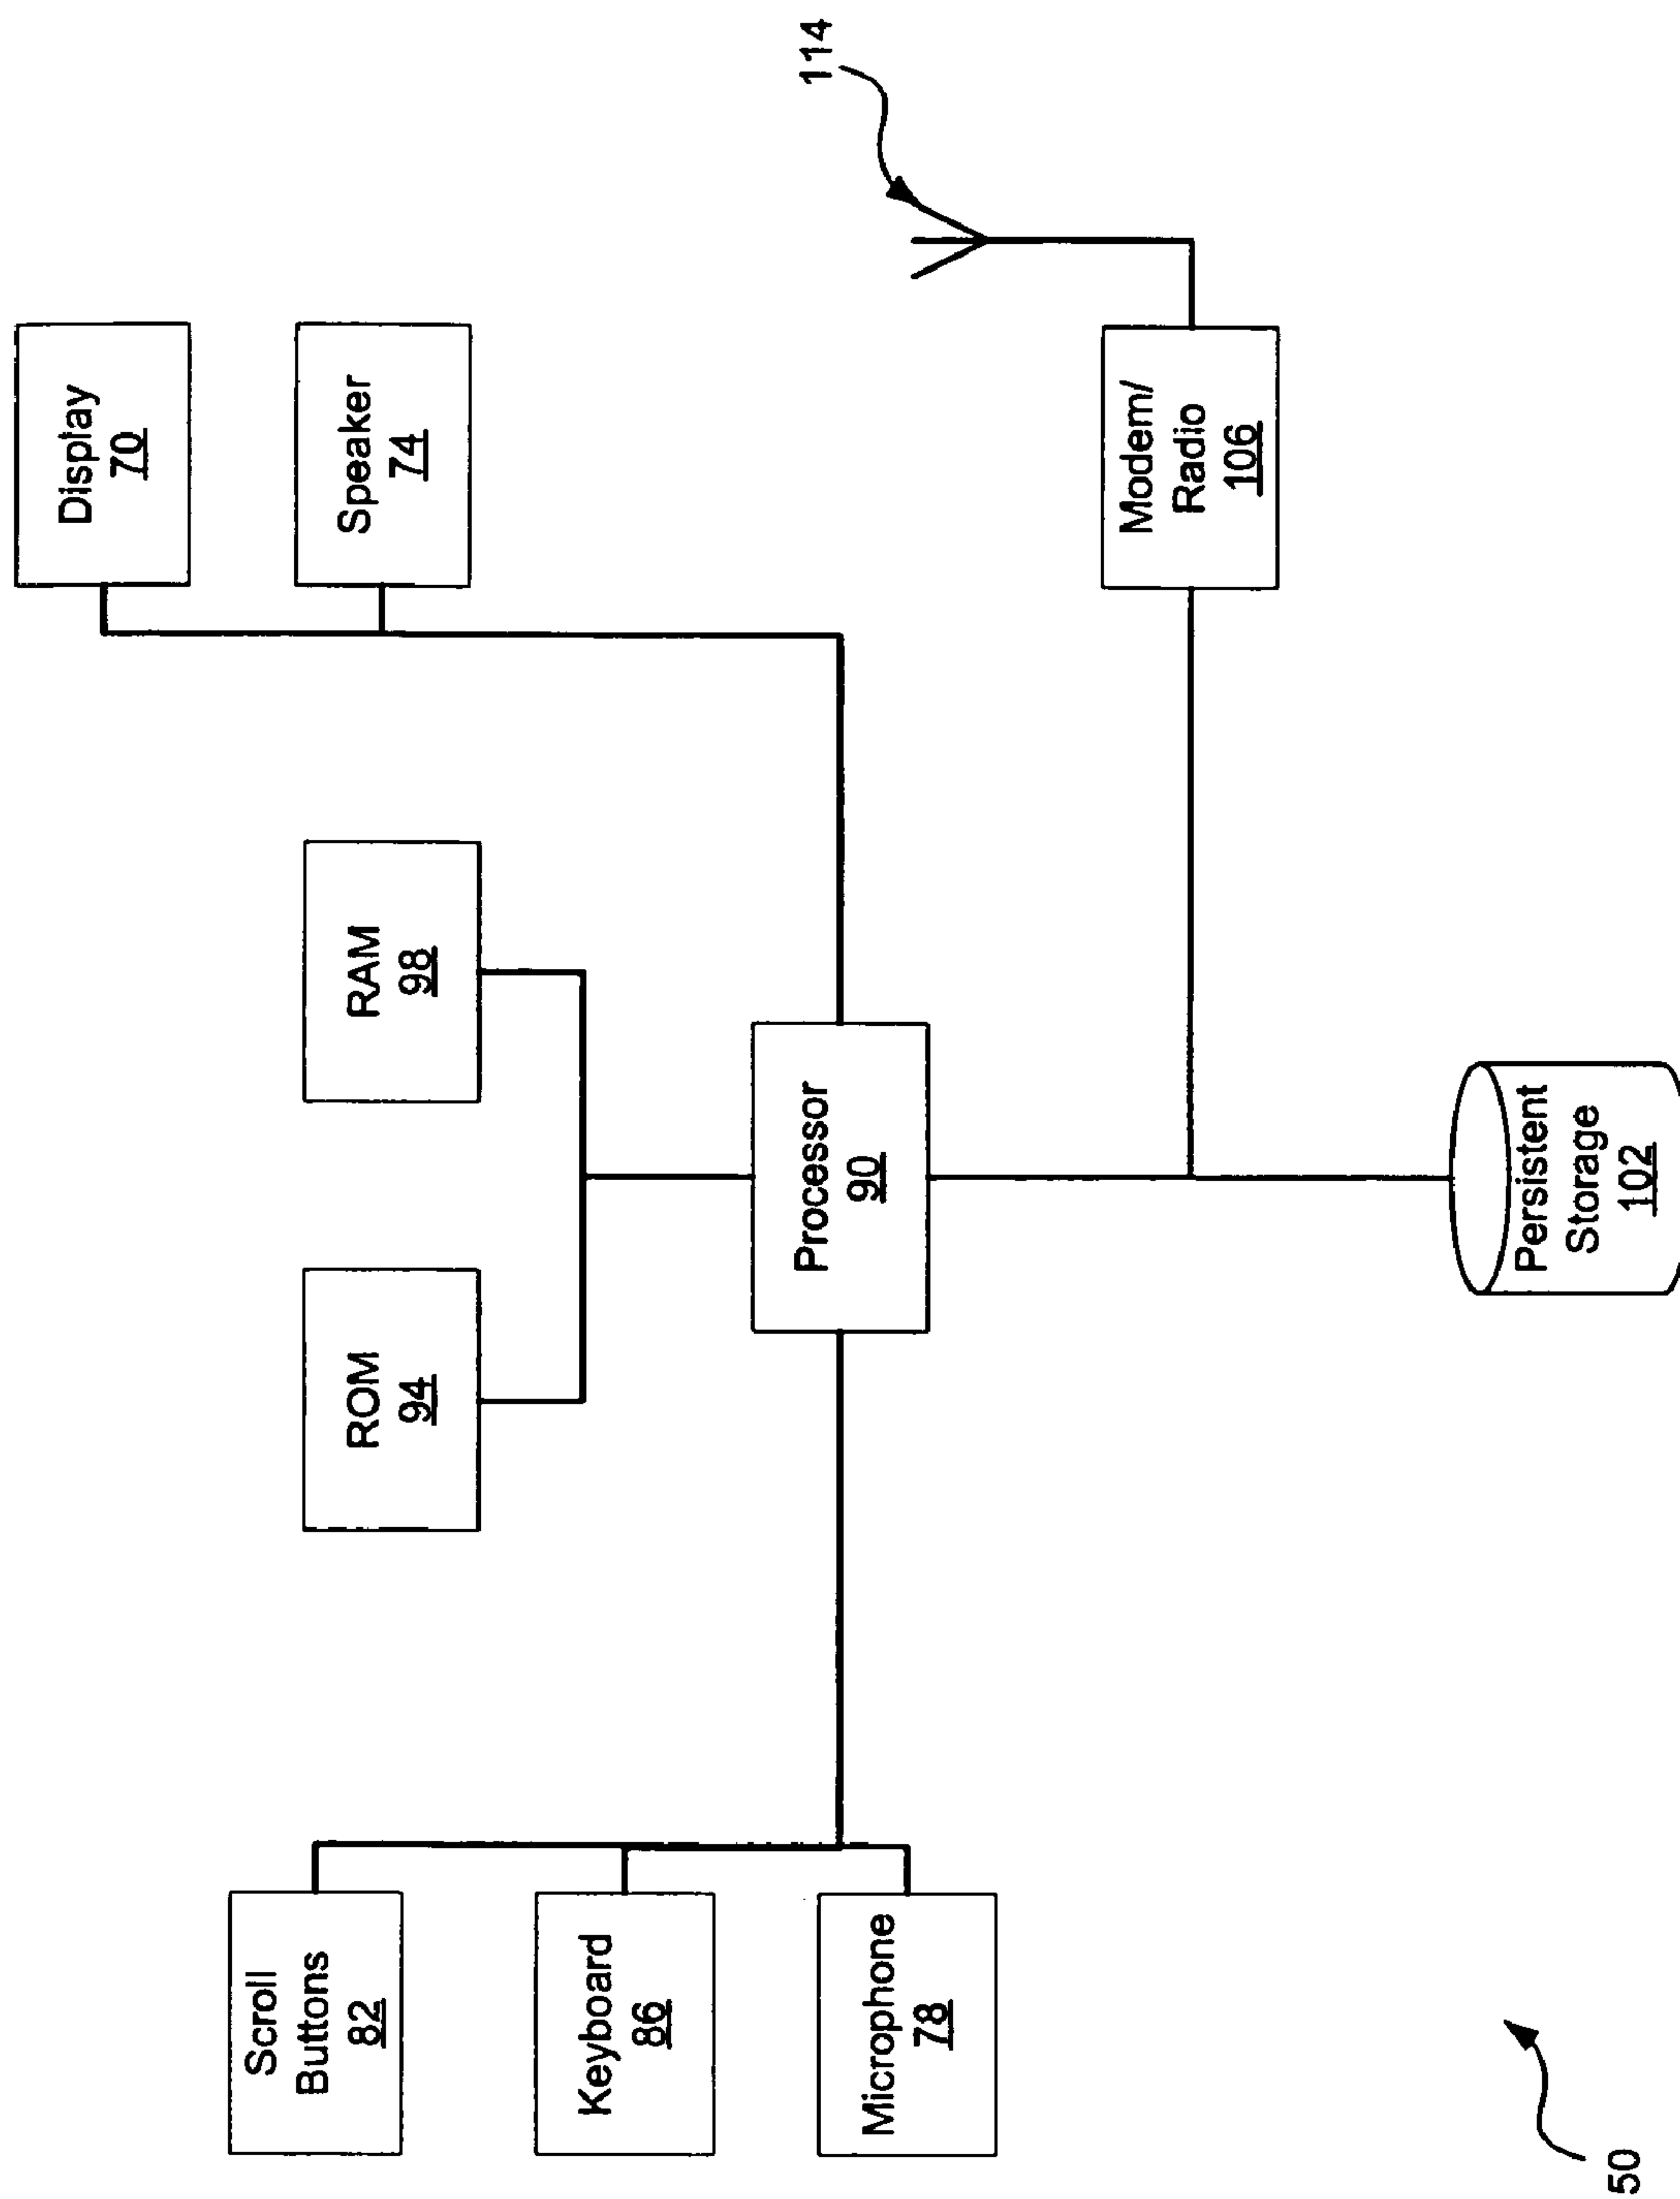 Scroll
Buttons
82
Keyboard
86
Microphone
78
ROM
94
RAM
98
Processor
90
Display
70
Speaker
74
Modem/
Radio
106
114
Persistent
Storage
102
50